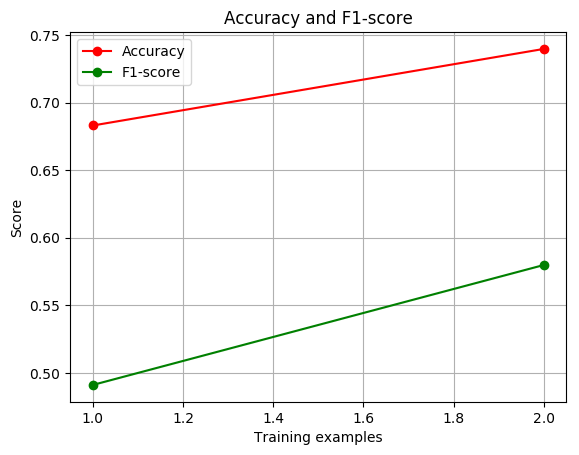 Accuracy and F1-score
0.75
0.70
0.65
0.60
0.55
0.50
Score
Accuracy
F1-score
1.0 1.2 1.4 1.6 1.8 2.0
Training examples